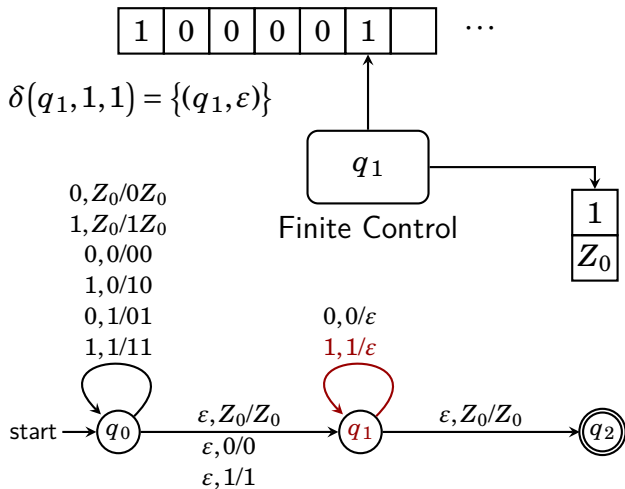 1 0 0 0 0 1 ⋯
δ(q₁, 1, 1) = {(q₁, ε)}
q₁
Finite Control
1
Z₀
0, Z₀/0Z₀
1, Z₀/1Z₀
0, 0/00
1, 0/10
0, 1/01
1, 1/11
0, 0/ε
1, 1/ε
start
q₀
ε, Z₀/Z₀
ε, 0/0
ε, 1/1
q₁
ε, Z₀/Z₀
q₂